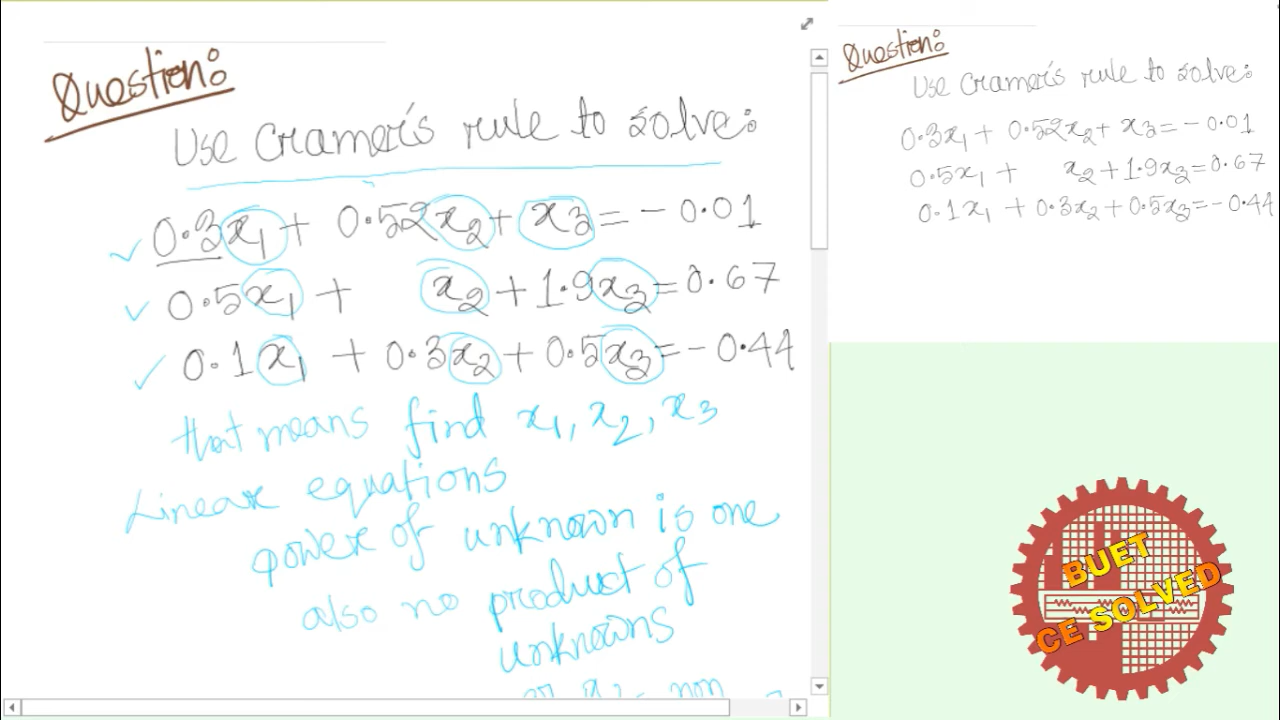 Question:
Use Cramer's rule to solve:
0.3x₁ + 0.52x₂ + x₃ = - 0.01
0.5x₁ + x₂ + 1.9x₃ = 0.67
0.1x₁ + 0.3x₂ + 0.5x₃ = - 0.44
that means find x₁, x₂, x₃
Linear equations
power of unknown is one
also no product of
unknowns
non
Question:
Use Cramer's rule to solve:
0.3x₁ + 0.52x₂ + x₃ = - 0.01
0.5x₁ + x₂ + 1.9x₃ = 0.67
0.1x₁ + 0.3x₂ + 0.5x₃ = - 0.44
BUET
CE SOLVED